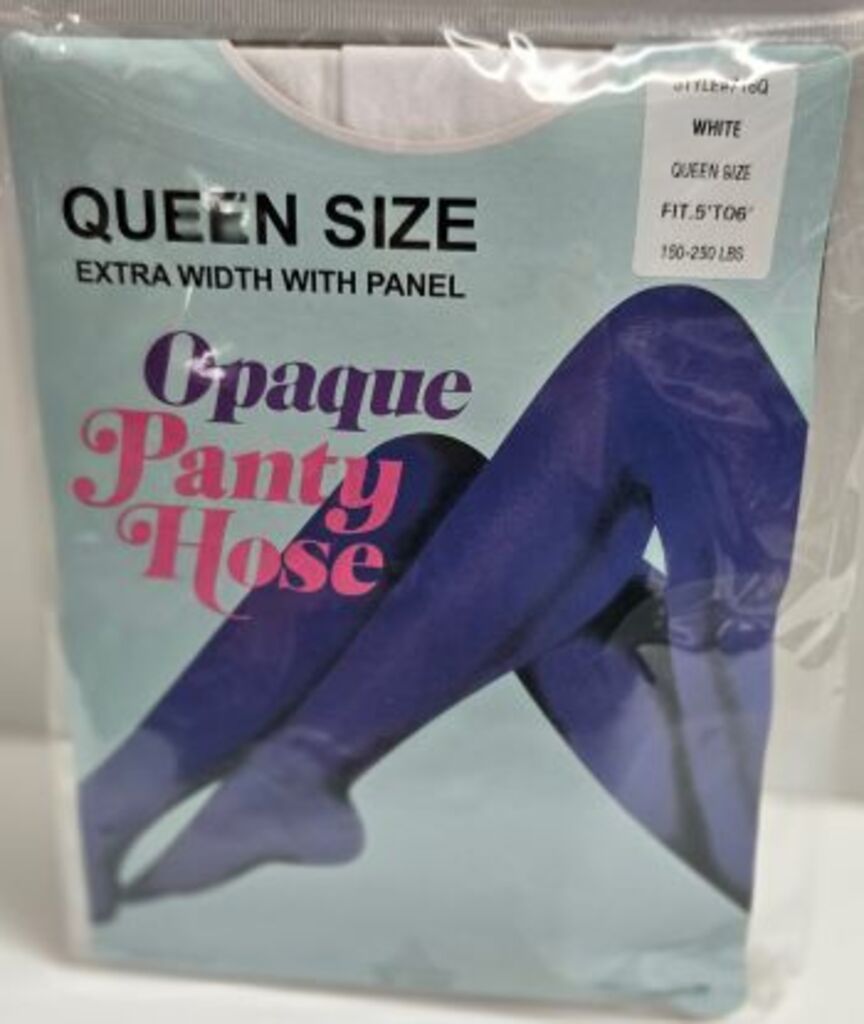 WHITE
QUEEN SIZE
FIT.5'TO6'
150-250 LBS
QUEEN SIZE
EXTRA WIDTH WITH PANEL
Opaque
Panty
Hose